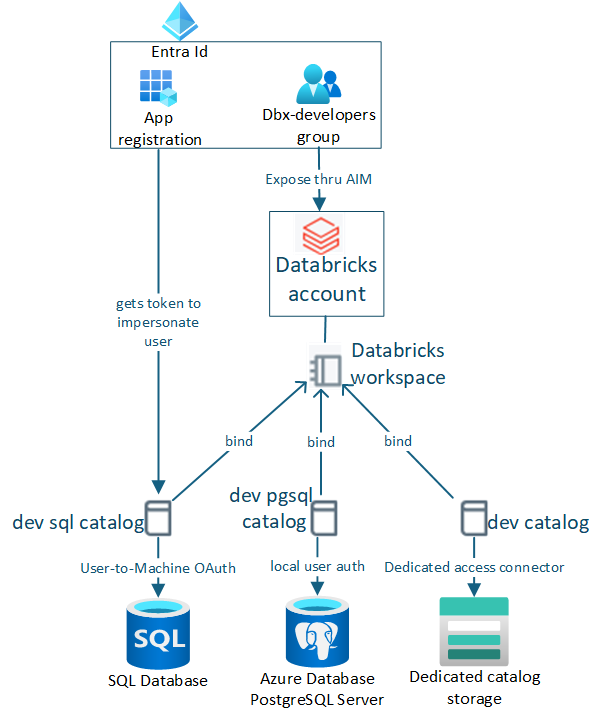 Entra Id
App
registration
Dbx-developers
group
Expose thru AIM
Databricks
account
gets token to
impersonate
user
Databricks
workspace
bind
bind
bind
dev sql catalog
dev pgsql
catalog
dev catalog
User-to-Machine OAuth
local user auth
Dedicated access connector
SQL
SQL Database
Azure Database
PostgreSQL Server
Dedicated catalog
storage